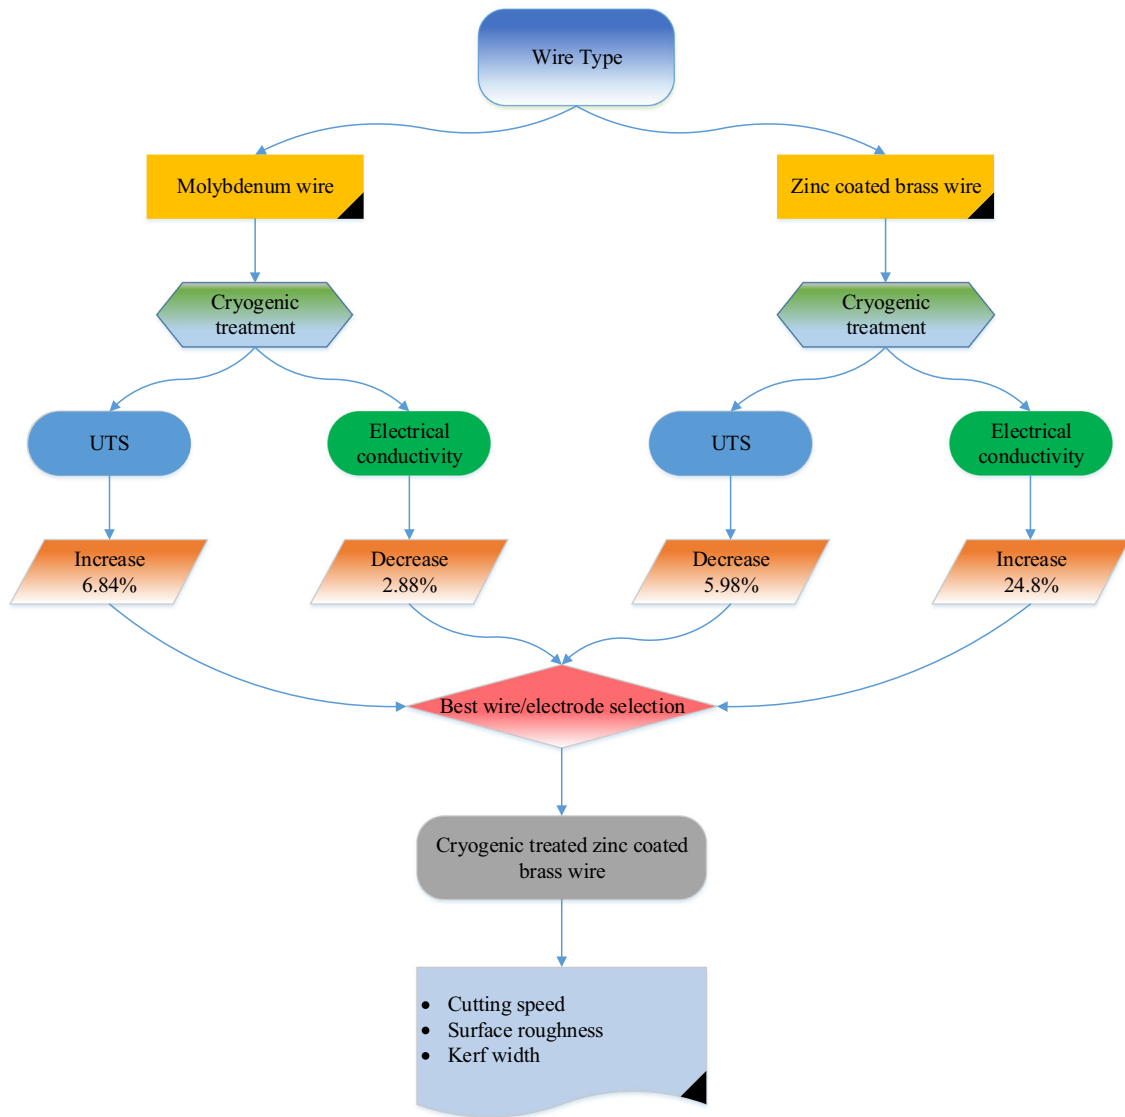 Wire Type
Molybdenum wire
Zinc coated brass wire
Cryogenic
treatment
Cryogenic
treatment
UTS
Electrical
conductivity
UTS
Electrical
conductivity
Increase
6.84%
Decrease
2.88%
Decrease
5.98%
Increase
24.8%
Best wire/electrode selection
Cryogenic treated zinc coated
brass wire
• Cutting speed
• Surface roughness
• Kerf width